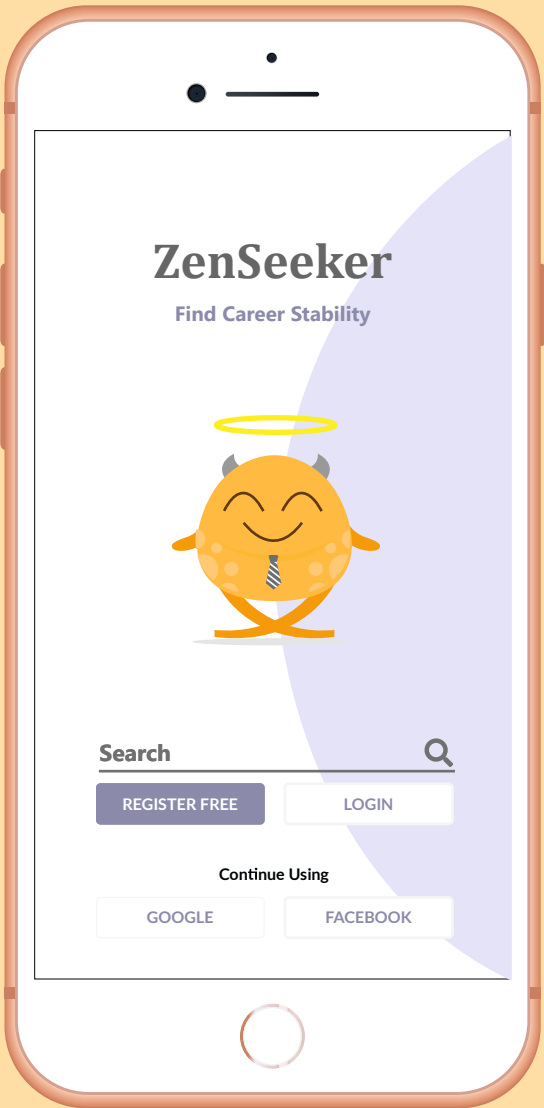 ZenSeeker
Find Career Stability
Search
REGISTER FREE LOGIN
Continue Using
GOOGLE FACEBOOK